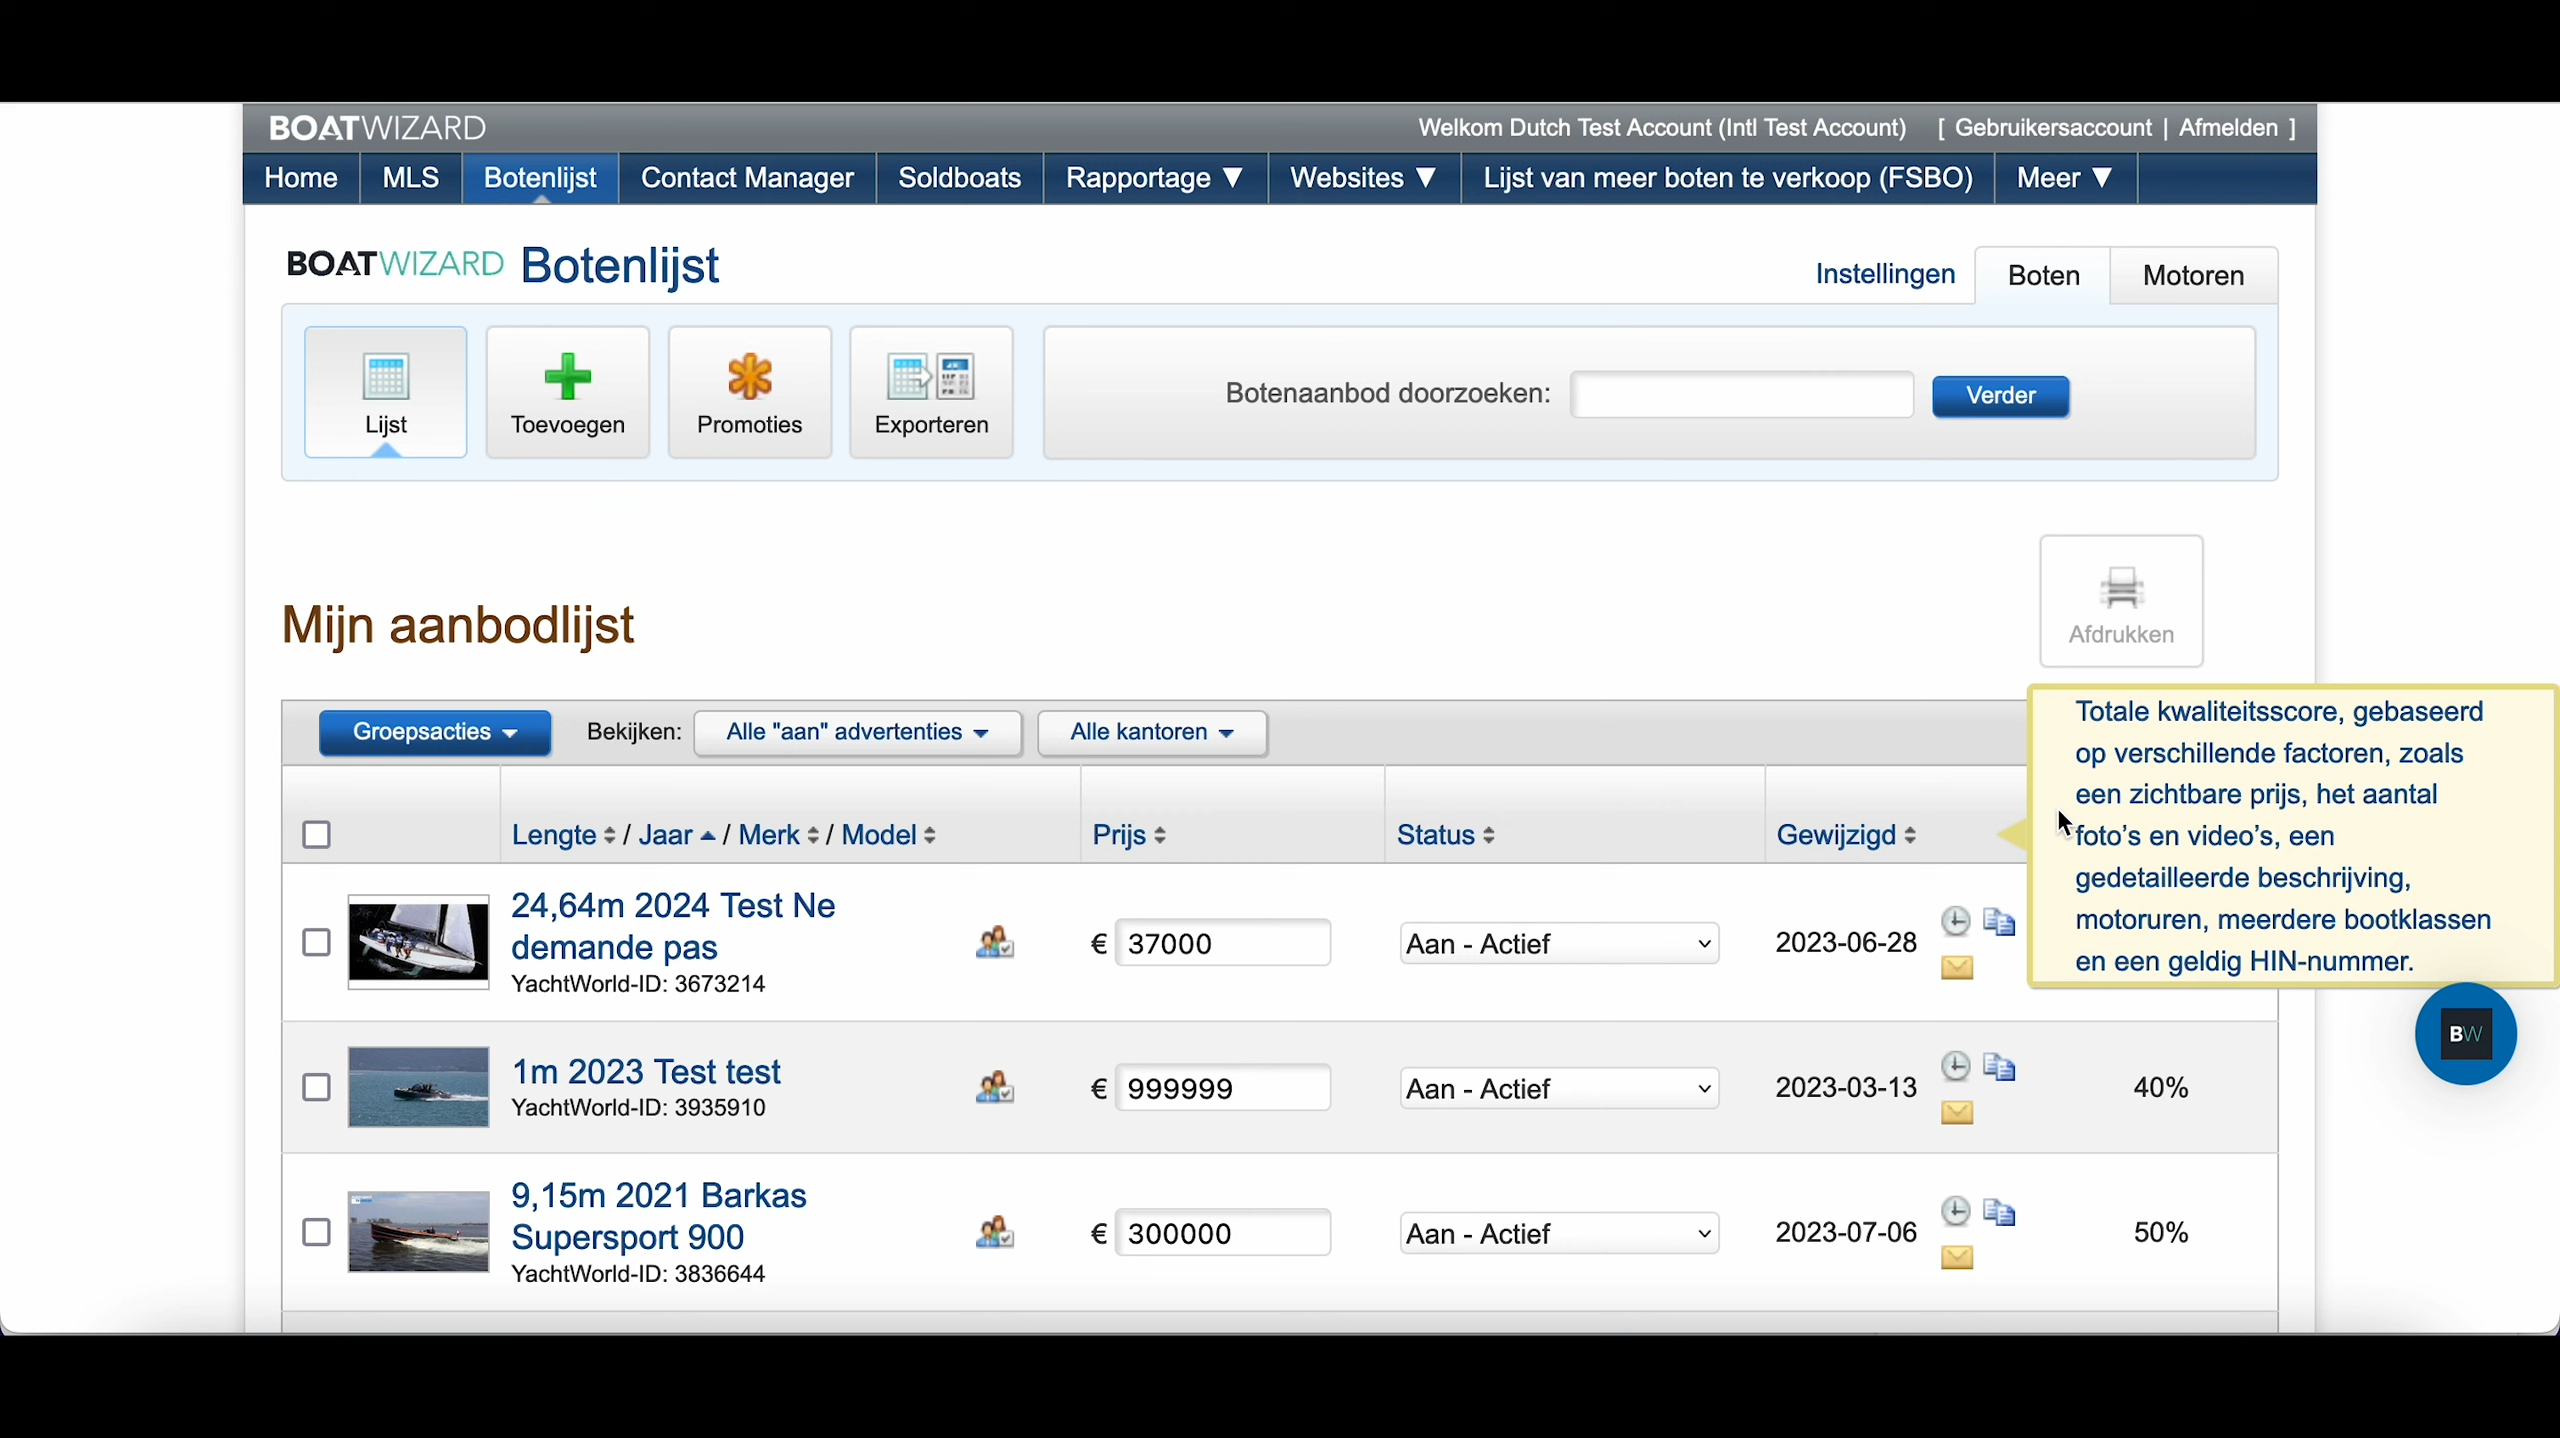 BOATWIZARD
Welkom Dutch Test Account (Intl Test Account) [ Gebruikersaccount | Afmelden ]
Home MLS Botenlijst Contact Manager Soldboats Rapportage ▼ Websites ▼ Lijst van meer boten te verkoop (FSBO) Meer ▼
BOATWIZARD Botenlijst
Instellingen Boten Motoren
Lijst Toevoegen Promoties Exporteren
Botenaanbod doorzoeken: Verder
Mijn aanbodlijst
Afdrukken
Groepsacties Bekijken: Alle "aan" advertenties Alle kantoren
Lengte / Jaar / Merk / Model Prijs Status Gewijzigd
Totale kwaliteitsscore, gebaseerd
op verschillende factoren, zoals
een zichtbare prijs, het aantal
foto's en video's, een
gedetailleerde beschrijving,
motoruren, meerdere bootklassen
en een geldig HIN-nummer.
24,64m 2024 Test Ne
demande pas
YachtWorld-ID: 3673214
€ 37000 Aan - Actief 2023-06-28
BW
1m 2023 Test test
YachtWorld-ID: 3935910
€ 999999 Aan - Actief 2023-03-13 40%
9,15m 2021 Barkas
Supersport 900
YachtWorld-ID: 3836644
€ 300000 Aan - Actief 2023-07-06 50%